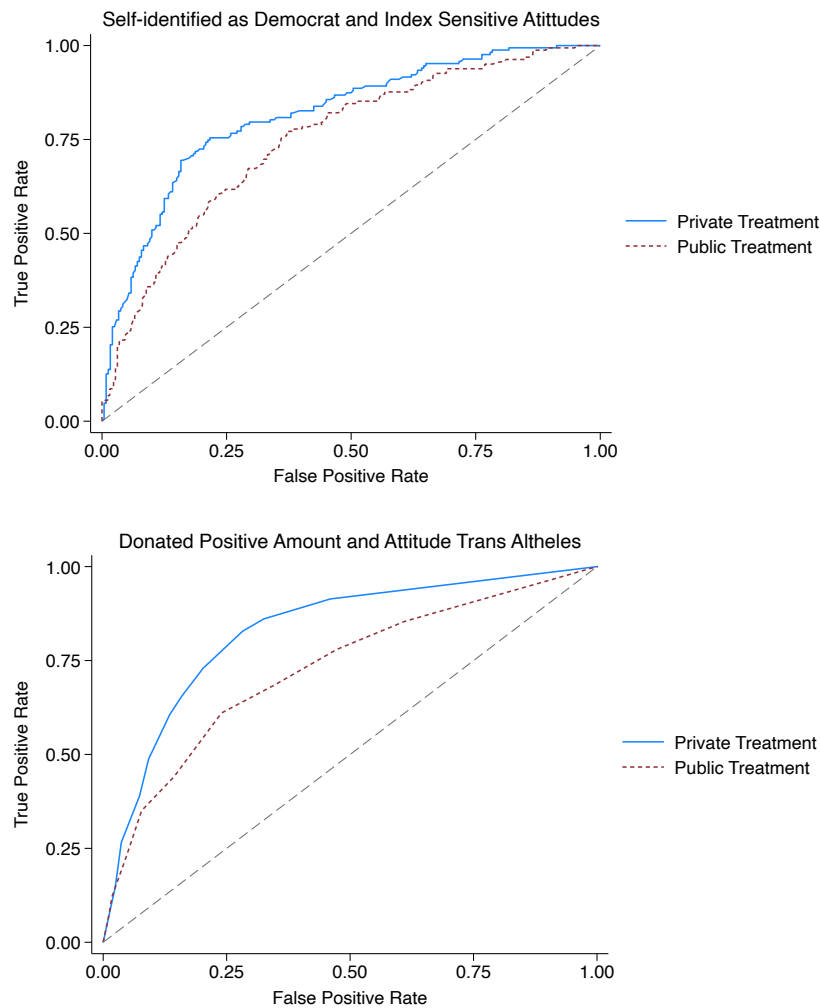 Self-identified as Democrat and Index Sensitive Atittudes
1.00
0.75
0.50
0.25
0.00
True Positive Rate
0.00 0.25 0.50 0.75 1.00
False Positive Rate
Private Treatment
Public Treatment
Donated Positive Amount and Attitude Trans Altheles
1.00
0.75
0.50
0.25
0.00
True Positive Rate
0.00 0.25 0.50 0.75 1.00
False Positive Rate
Private Treatment
Public Treatment